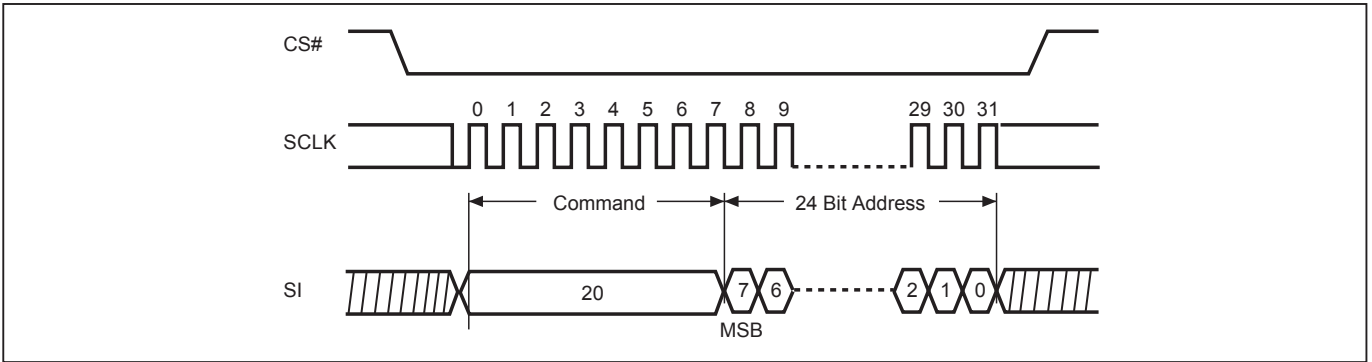 CS#
0 1 2 3 4 5 6 7 8 9 29 30 31
SCLK
Command 24 Bit Address
SI 20 7 6 2 1 0
MSB